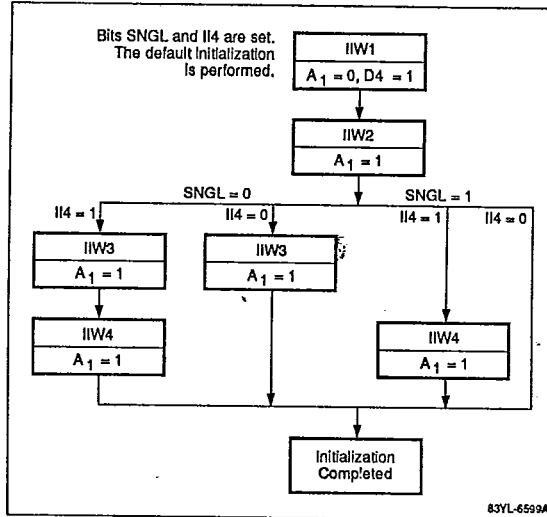 Bits SNGL and II4 are set.
The default Initialization
is performed.
IIW1
A1 = 0, D4 = 1
IIW2
A1 = 1
SNGL = 0
SNGL = 1
II4 = 1
II4 = 0
II4 = 1
II4 = 0
IIW3
A1 = 1
IIW3
A1 = 1
IIW4
A1 = 1
IIW4
A1 = 1
Initialization
Completed
83YL-6599A